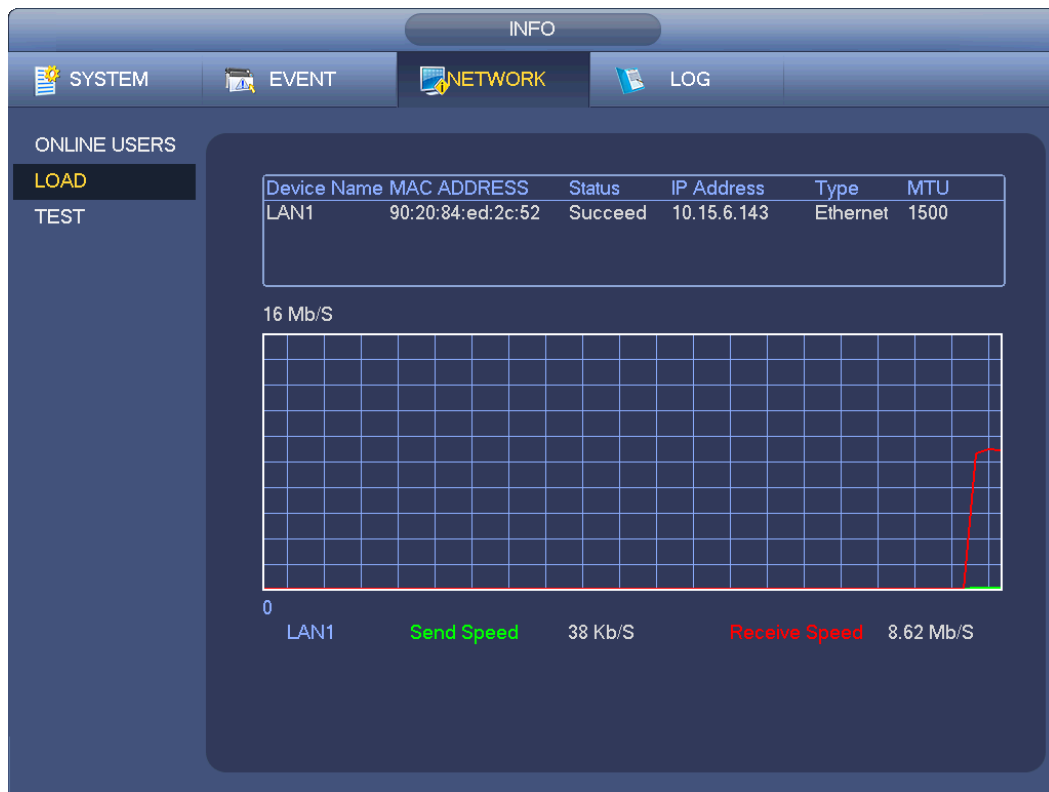 INFO
SYSTEM EVENT NETWORK LOG
ONLINE USERS
LOAD
TEST
Device Name MAC ADDRESS Status IP Address Type MTU
LAN1 90:20:84:ed:2c:52 Succeed 10.15.6.143 Ethernet 1500
16 Mb/S
0
LAN1 Send Speed 38 Kb/S Receive Speed 8.62 Mb/S